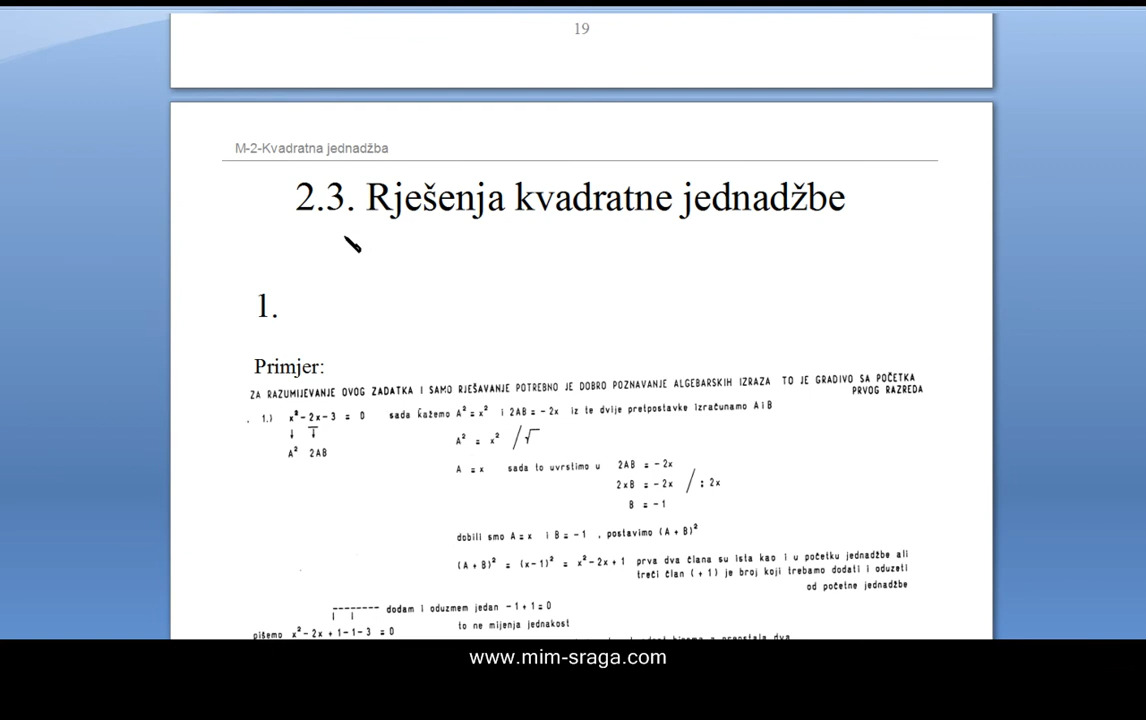 19
M-2-Kvadratna jednadžba
2.3. Rješenja kvadratne jednadžbe
1.
Primjer:
ZA RAZUMIJEVANJE OVOG ZADATKA I SAMO RJEŠAVANJE POTREBNO JE DOBRO POZNAVANJE ALGEBARSKIH IZRAZA TO JE GRADIVO SA POČETKA
PRVOG RAZREDA
1.) x² - 2x - 3 = 0 sada kažemo A² = x² i 2AB = - 2x iz te dvije pretpostavke izračunamo A i B
↓ ↓
A² 2AB
A² = x² /√
A = x sada to uvrstimo u 2AB = - 2x
2xB = - 2x / : 2x
B = - 1
dobili smo A = x i B = - 1 , postavimo (A + B)²
(A + B)² = (x - 1)² = x² - 2x + 1 prva dva člana su ista kao i u početku jednadžbe ali
treći član ( + 1) je broj koji trebamo dodati i oduzeti
od početne jednadžbe
dodam i oduzmem jedan - 1 + 1 = 0
to ne mijenja jednakost
pišemo x² - 2x + 1 - 1 - 3 = 0
www.mim-sraga.com